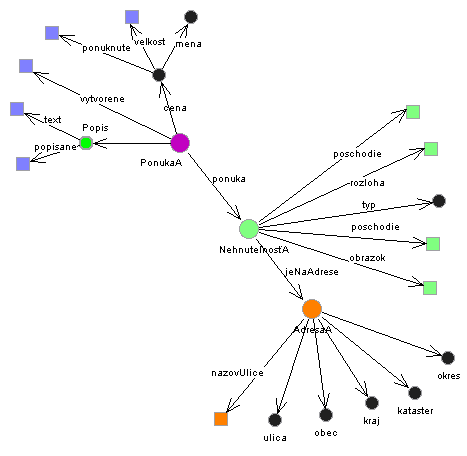 ponuknute
velkost
mena
vytvorene
cena
text
Popis
popisane
PonukaA
ponuka
poschodie
rozloha
typ
poschodie
obrazok
NehnutelnosťA
jeNaAdrese
AdresaA
nazovUlice
ulica
obec
kraj
kataster
okres